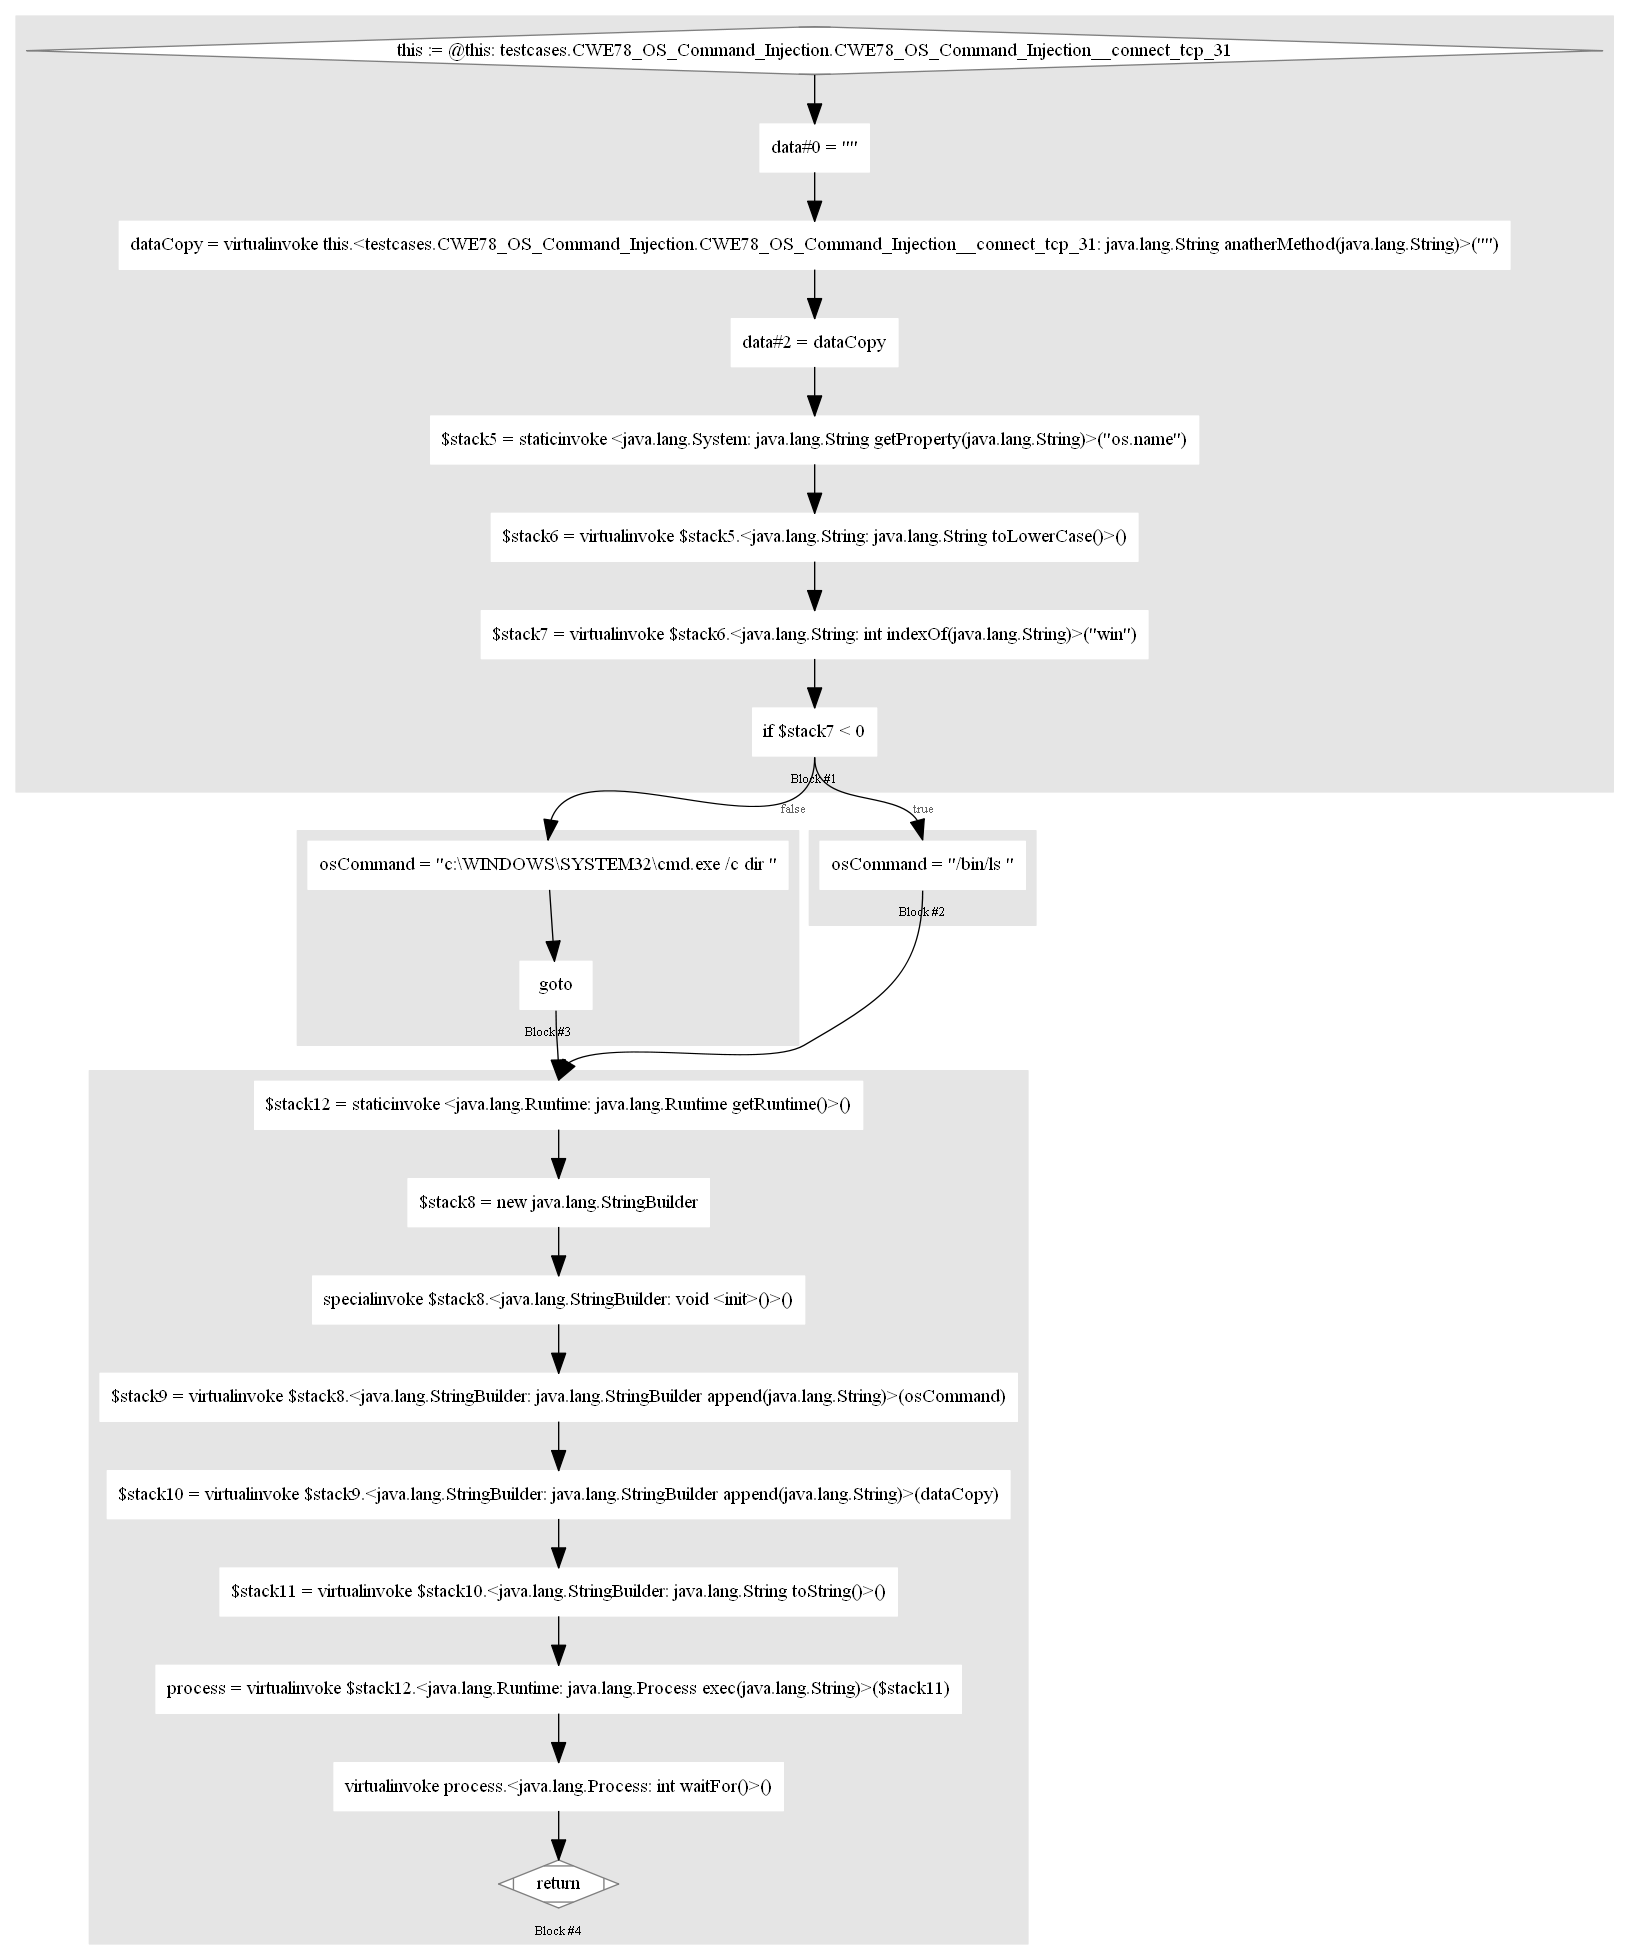 this := @this: testcases.CWE78_OS_Command_Injection.CWE78_OS_Command_Injection__connect_tcp_31
data#0 = ""
dataCopy = virtualinvoke this.<testcases.CWE78_OS_Command_Injection.CWE78_OS_Command_Injection__connect_tcp_31: java.lang.String anatherMethod(java.lang.String)>("")
data#2 = dataCopy
$stack5 = staticinvoke <java.lang.System: java.lang.String getProperty(java.lang.String)>("os.name")
$stack6 = virtualinvoke $stack5.<java.lang.String: java.lang.String toLowerCase()>()
$stack7 = virtualinvoke $stack6.<java.lang.String: int indexOf(java.lang.String)>("win")
if $stack7 < 0
Block #1
false
true
osCommand = "c:\WINDOWS\SYSTEM32\cmd.exe /c dir "
osCommand = "/bin/ls "
Block #2
goto
Block #3
$stack12 = staticinvoke <java.lang.Runtime: java.lang.Runtime getRuntime()>()
$stack8 = new java.lang.StringBuilder
specialinvoke $stack8.<java.lang.StringBuilder: void <init>()>()
$stack9 = virtualinvoke $stack8.<java.lang.StringBuilder: java.lang.StringBuilder append(java.lang.String)>(osCommand)
$stack10 = virtualinvoke $stack9.<java.lang.StringBuilder: java.lang.StringBuilder append(java.lang.String)>(dataCopy)
$stack11 = virtualinvoke $stack10.<java.lang.StringBuilder: java.lang.String toString()>()
process = virtualinvoke $stack12.<java.lang.Runtime: java.lang.Process exec(java.lang.String)>($stack11)
virtualinvoke process.<java.lang.Process: int waitFor()>()
return
Block #4